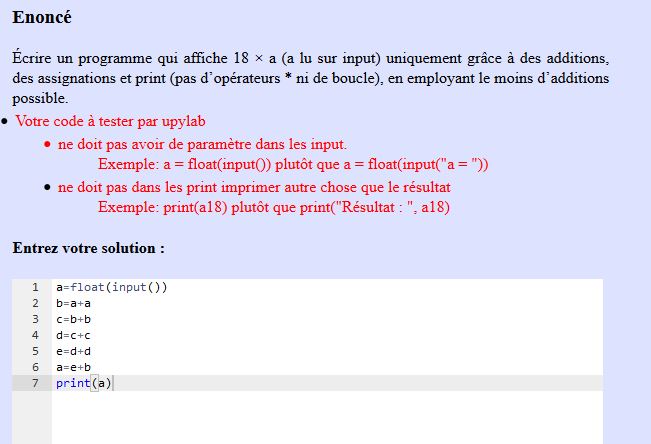 Enoncé
Écrire un programme qui affiche 18 × a (a lu sur input) uniquement grâce à des additions,
des assignations et print (pas d'opérateurs * ni de boucle), en employant le moins d'additions
possible.
• Votre code à tester par upylab
• ne doit pas avoir de paramètre dans les input.
Exemple: a = float(input()) plutôt que a = float(input("a = "))
• ne doit pas dans les print imprimer autre chose que le résultat
Exemple: print(a18) plutôt que print("Résultat : ", a18)
Entrez votre solution :
1 a=float(input())
2 b=a+a
3 c=b+b
4 d=c+c
5 e=d+d
6 a=e+b
7 print(a)